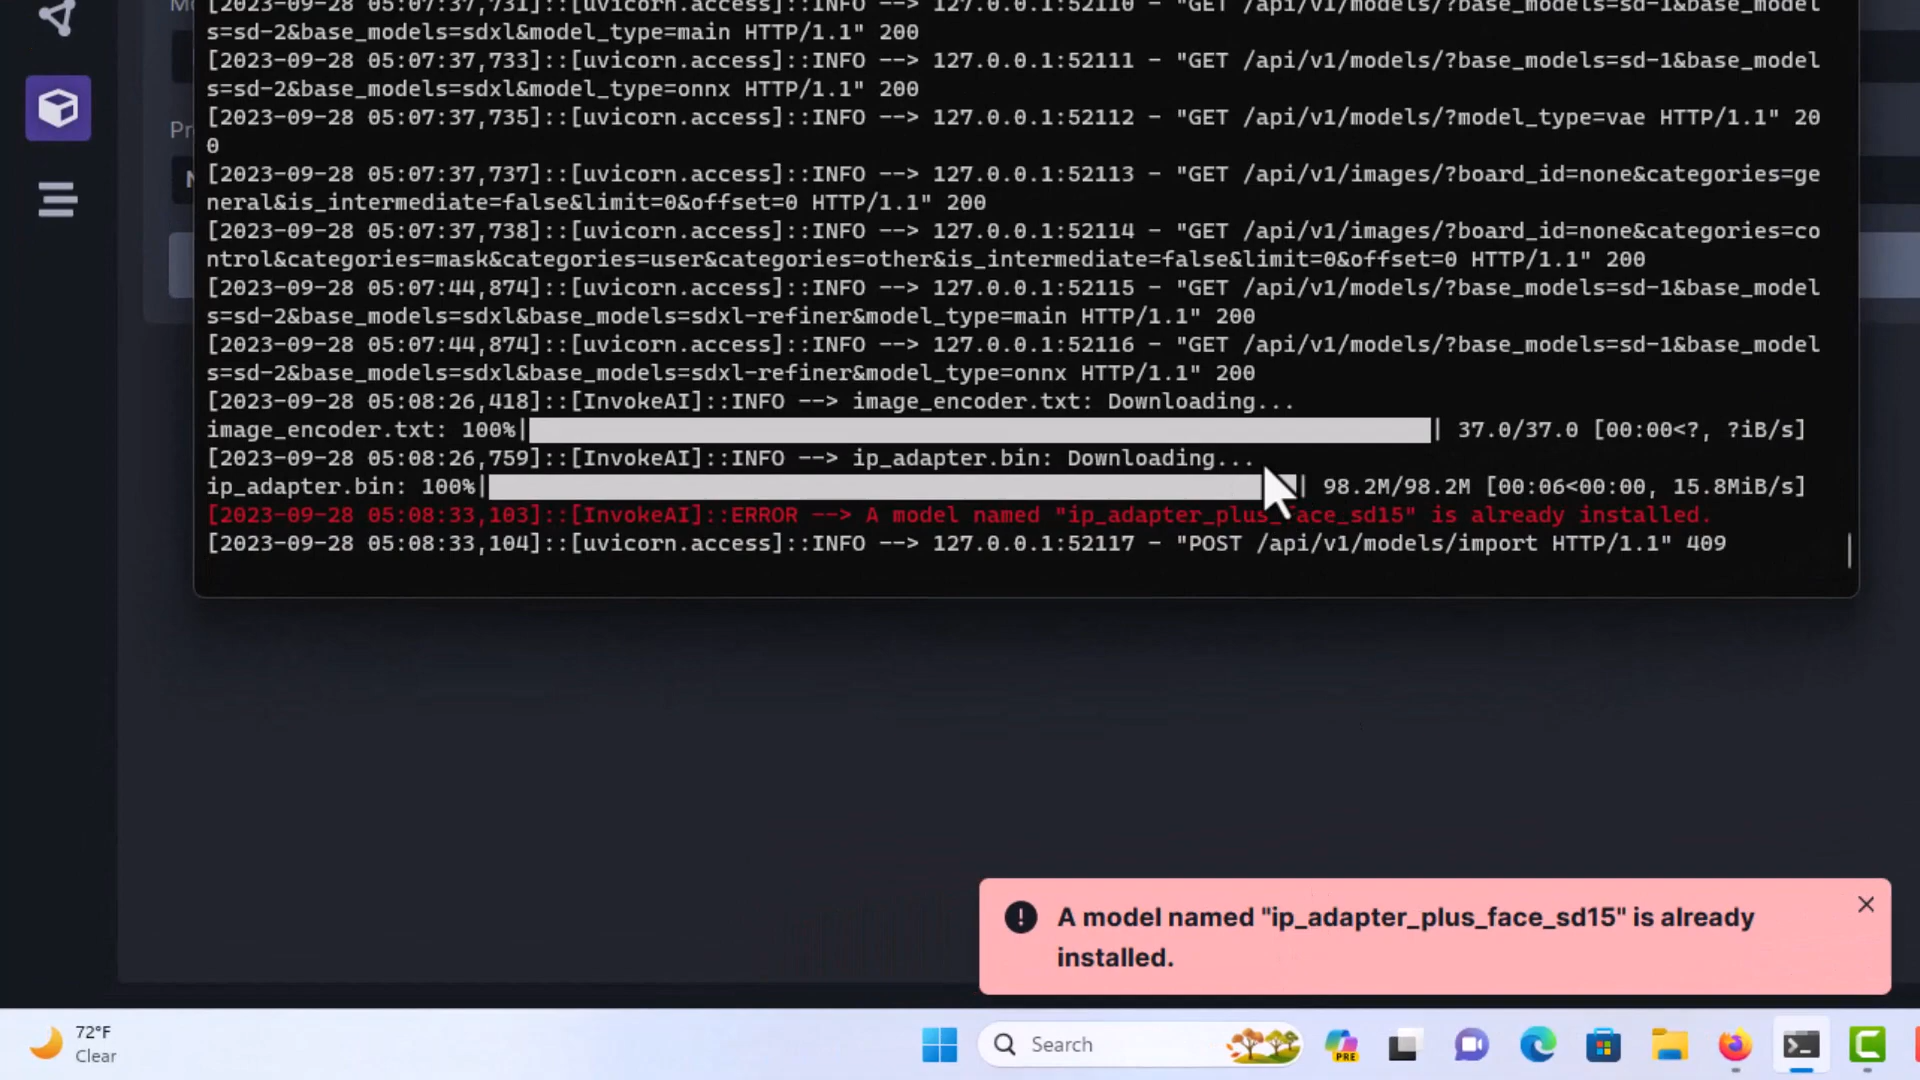 [2023-09-28 05:07:37,731]::[uvicorn.access]::INFO --> 127.0.0.1:52110 - "GET /api/v1/models/?base_models=sd-1&base_model
s=sd-2&base_models=sdxl&model_type=main HTTP/1.1" 200
[2023-09-28 05:07:37,733]::[uvicorn.access]::INFO --> 127.0.0.1:52111 - "GET /api/v1/models/?base_models=sd-1&base_model
s=sd-2&base_models=sdxl&model_type=onnx HTTP/1.1" 200
[2023-09-28 05:07:37,735]::[uvicorn.access]::INFO --> 127.0.0.1:52112 - "GET /api/v1/models/?model_type=vae HTTP/1.1" 20
0
[2023-09-28 05:07:37,737]::[uvicorn.access]::INFO --> 127.0.0.1:52113 - "GET /api/v1/images/?board_id=none&categories=ge
neral&is_intermediate=false&limit=0&offset=0 HTTP/1.1" 200
[2023-09-28 05:07:37,738]::[uvicorn.access]::INFO --> 127.0.0.1:52114 - "GET /api/v1/images/?board_id=none&categories=co
ntrol&categories=mask&categories=user&categories=other&is_intermediate=false&limit=0&offset=0 HTTP/1.1" 200
[2023-09-28 05:07:44,874]::[uvicorn.access]::INFO --> 127.0.0.1:52115 - "GET /api/v1/models/?base_models=sd-1&base_model
s=sd-2&base_models=sdxl&base_models=sdxl-refiner&model_type=main HTTP/1.1" 200
[2023-09-28 05:07:44,874]::[uvicorn.access]::INFO --> 127.0.0.1:52116 - "GET /api/v1/models/?base_models=sd-1&base_model
s=sd-2&base_models=sdxl&base_models=sdxl-refiner&model_type=onnx HTTP/1.1" 200
[2023-09-28 05:08:26,418]::[InvokeAI]::INFO --> image_encoder.txt: Downloading...
image_encoder.txt: 100%| | 37.0/37.0 [00:00<?, ?iB/s]
[2023-09-28 05:08:26,759]::[InvokeAI]::INFO --> ip_adapter.bin: Downloading...
ip_adapter.bin: 100%| | 98.2M/98.2M [00:06<00:00, 15.8MiB/s]
[2023-09-28 05:08:33,103]::[InvokeAI]::ERROR --> A model named "ip_adapter_plus_face_sd15" is already installed.
[2023-09-28 05:08:33,104]::[uvicorn.access]::INFO --> 127.0.0.1:52117 - "POST /api/v1/models/import HTTP/1.1" 409
A model named "ip_adapter_plus_face_sd15" is already
installed.
72°F
Clear
Search
PRE